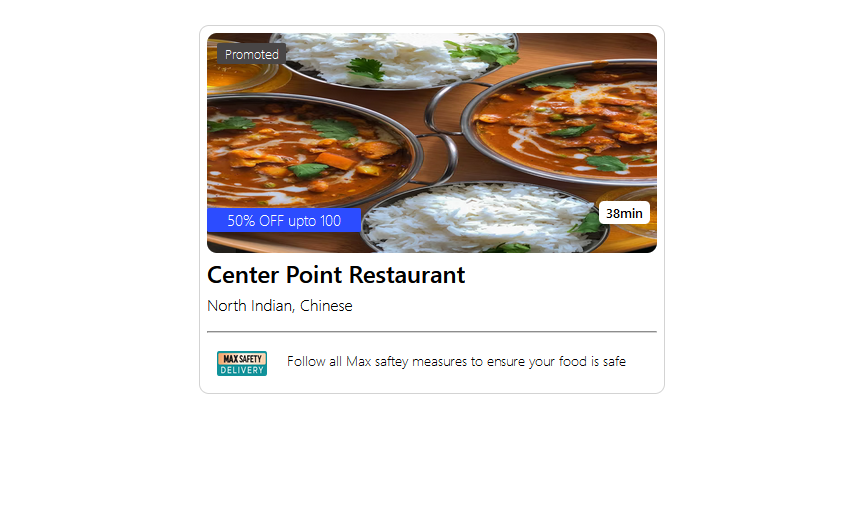 Promoted
50% OFF upto 100
38min
Center Point Restaurant
North Indian, Chinese
MAX SAFETY
DELIVERY
Follow all Max saftey measures to ensure your food is safe